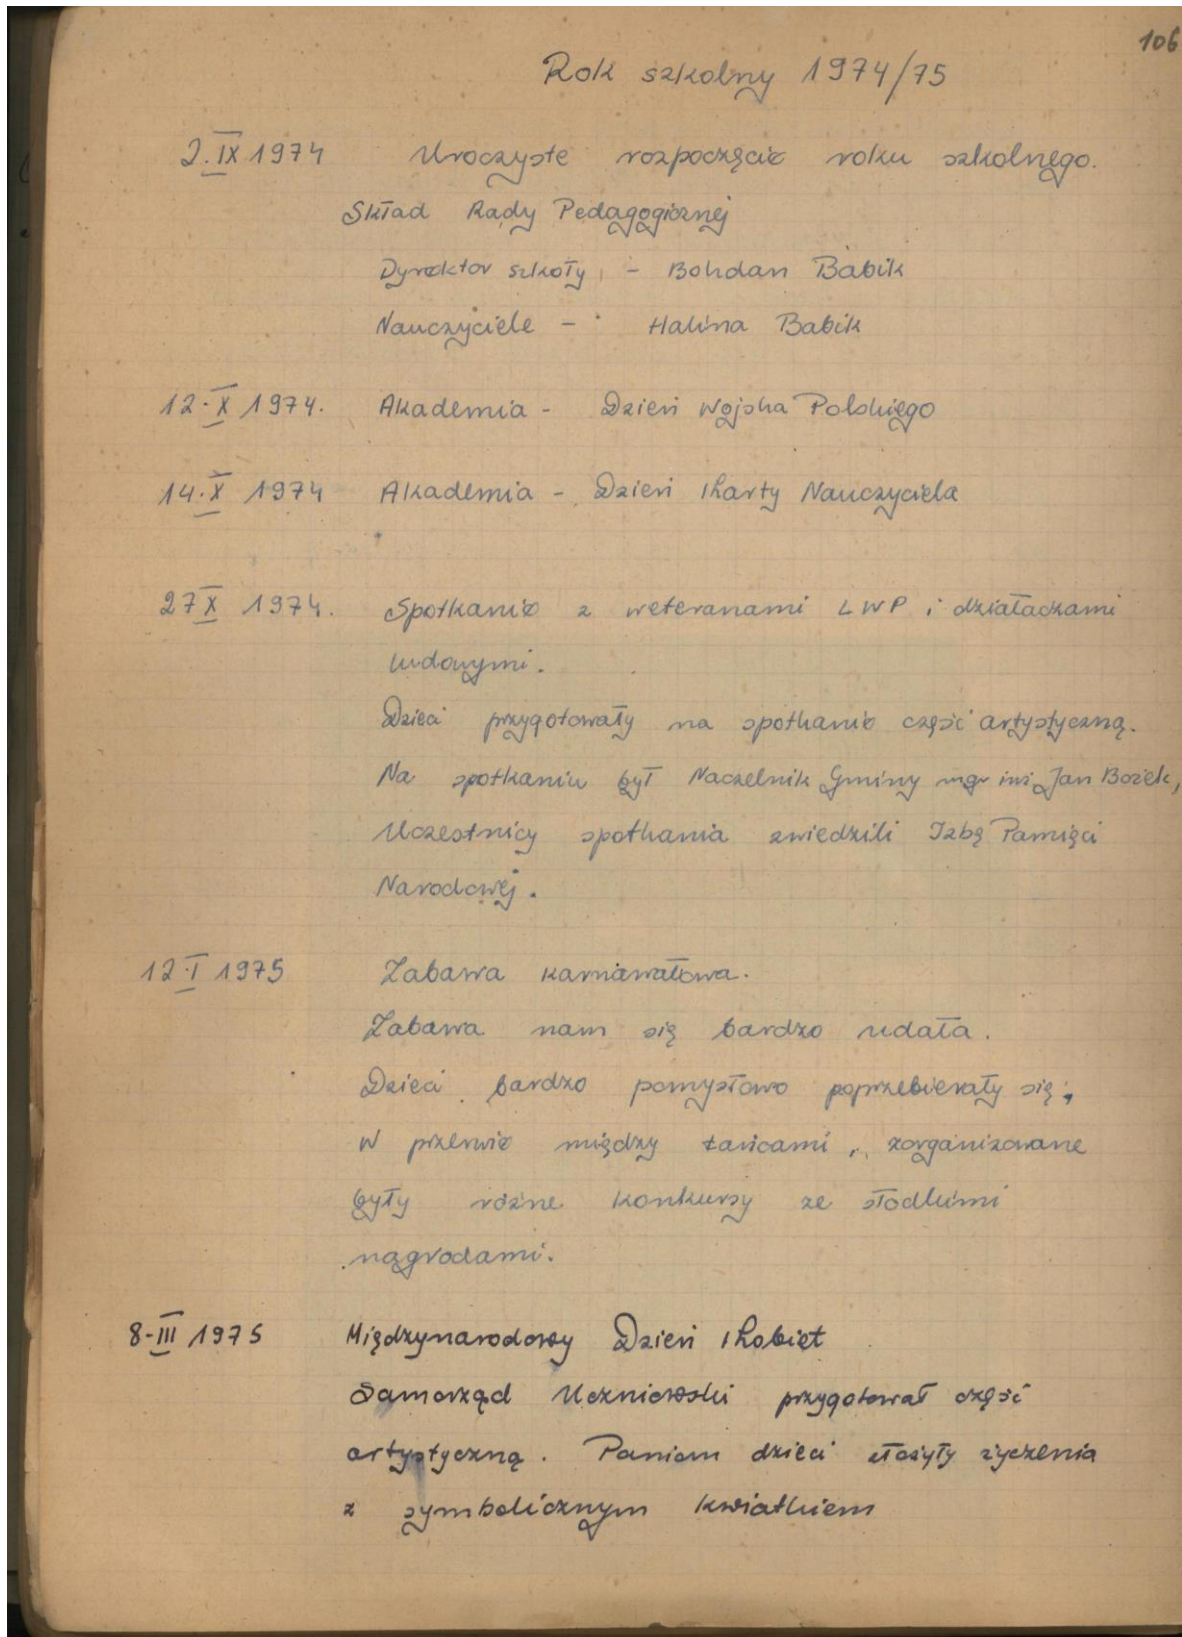 106
Rok szkolny 1974/75
2.IX 1974 Uroczyste rozpoczęcie roku szkolnego.
Skład Rady Pedagogicznej
Dyrektor szkoły - Bohdan Babik
Nauczyciele - Halina Babik
12.X 1974. Akademia - Dzień Wojska Polskiego
14.X 1974 Akademia - Dzień Karty Nauczyciela
27 X 1974. Spotkanie z weteranami LWP i działaczami
ludowymi.
Dzieci przygotowały na spotkanie część artystyczną.
Na spotkaniu był Naczelnik Gminy mgr inż Jan Bożek,
Uczestnicy spotkania zwiedzili Izbę Pamięci
Narodowej.
12.I 1975 Zabawa karnawałowa.
Zabawa nam się bardzo udała.
Dzieci bardzo pomysłowo poprzebierały się,
w przerwie między tańcami, zorganizowane
były różne konkursy ze słodkimi
nagrodami.
8-III 1975 Międzynarodowy Dzień Kobiet
Samorząd Uczniowski przygotował część
artystyczną. Paniom dzieci złożyły życzenia
z symbolicznym kwiatkiem